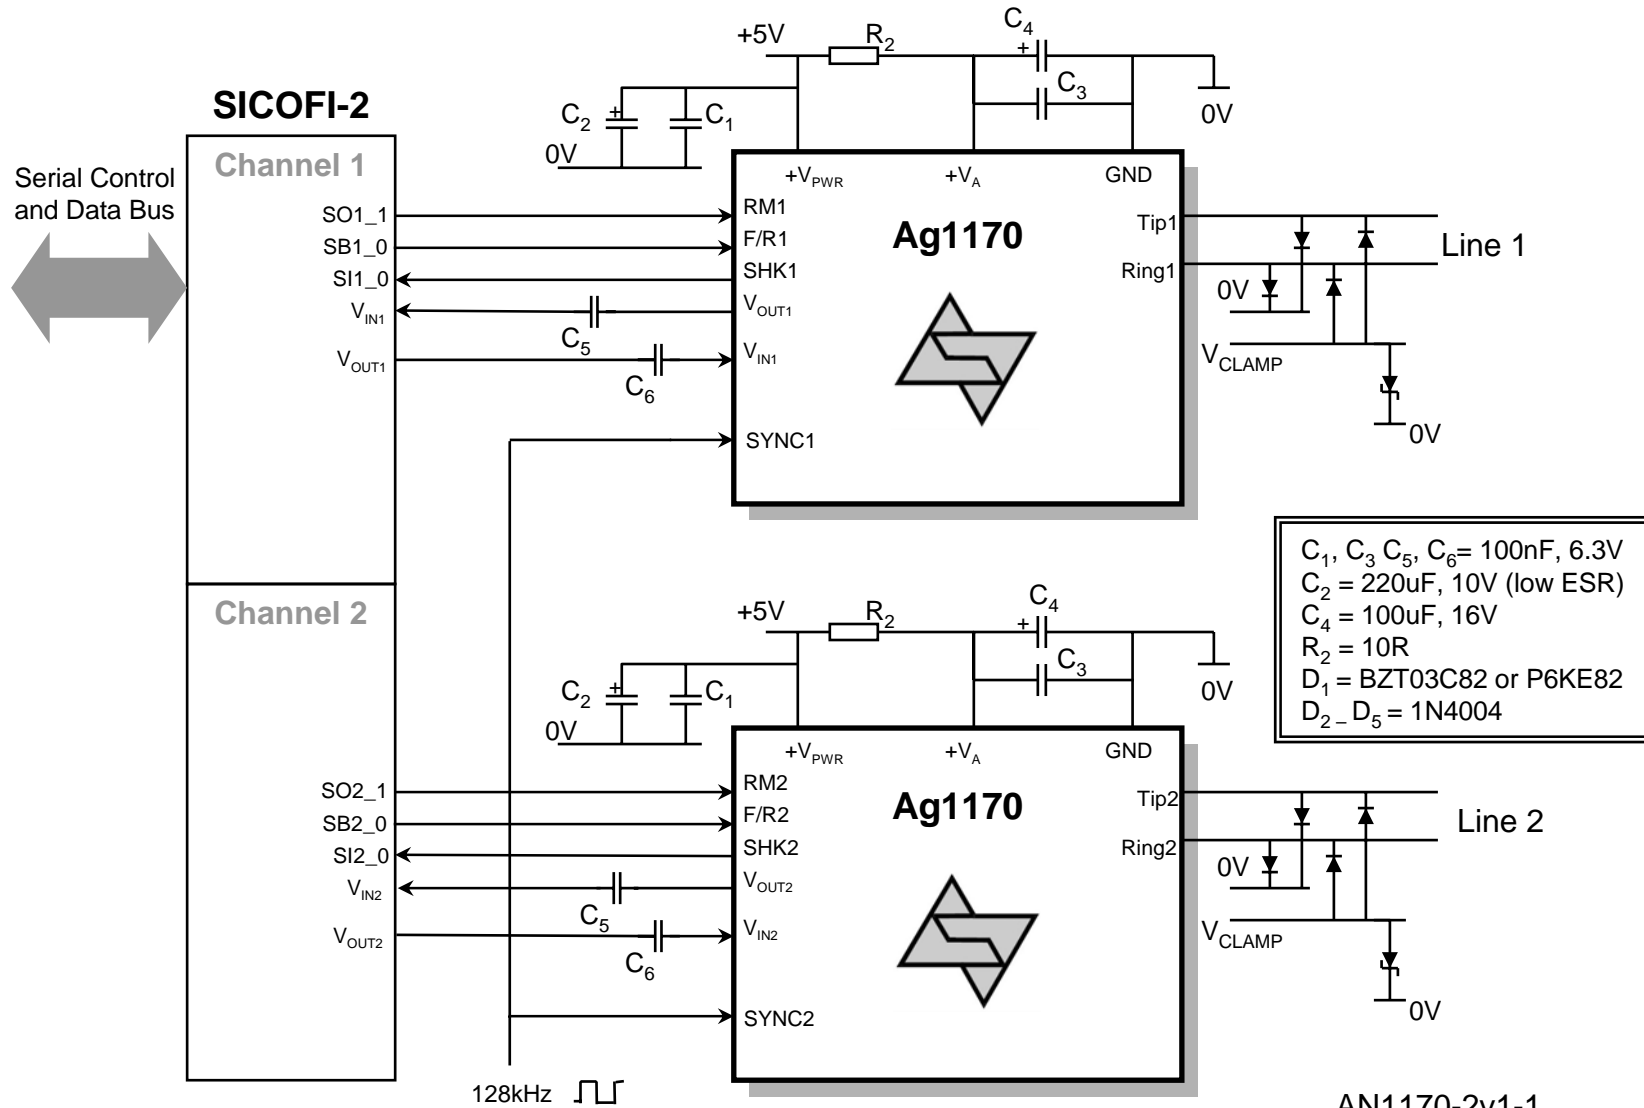 +5V
R2
C4
+
C3
0V
SICOFI-2
C2
+
C1
0V
Channel 1
Serial Control
and Data Bus
+VPWR
+VA
GND
SO1_1
RM1
Tip1
SB1_0
F/R1
Ag1170
Line 1
SI1_0
SHK1
Ring1
VIN1
VOUT1
0V
C5
VOUT1
VIN1
VCLAMP
C6
SYNC1
0V
C1, C3 C5, C6= 100nF, 6.3V
C2 = 220uF, 10V (low ESR)
C4 = 100uF, 16V
R2 = 10R
D1 = BZT03C82 or P6KE82
D2 – D5 = 1N4004
Channel 2
+5V
R2
C4
+
C3
0V
C2
+
C1
0V
+VPWR
+VA
GND
SO2_1
RM2
Tip2
SB2_0
F/R2
Ag1170
Line 2
SI2_0
SHK2
Ring2
VIN2
VOUT2
0V
C5
VOUT2
VIN2
VCLAMP
C6
SYNC2
0V
128kHz
AN1170-2v1-1